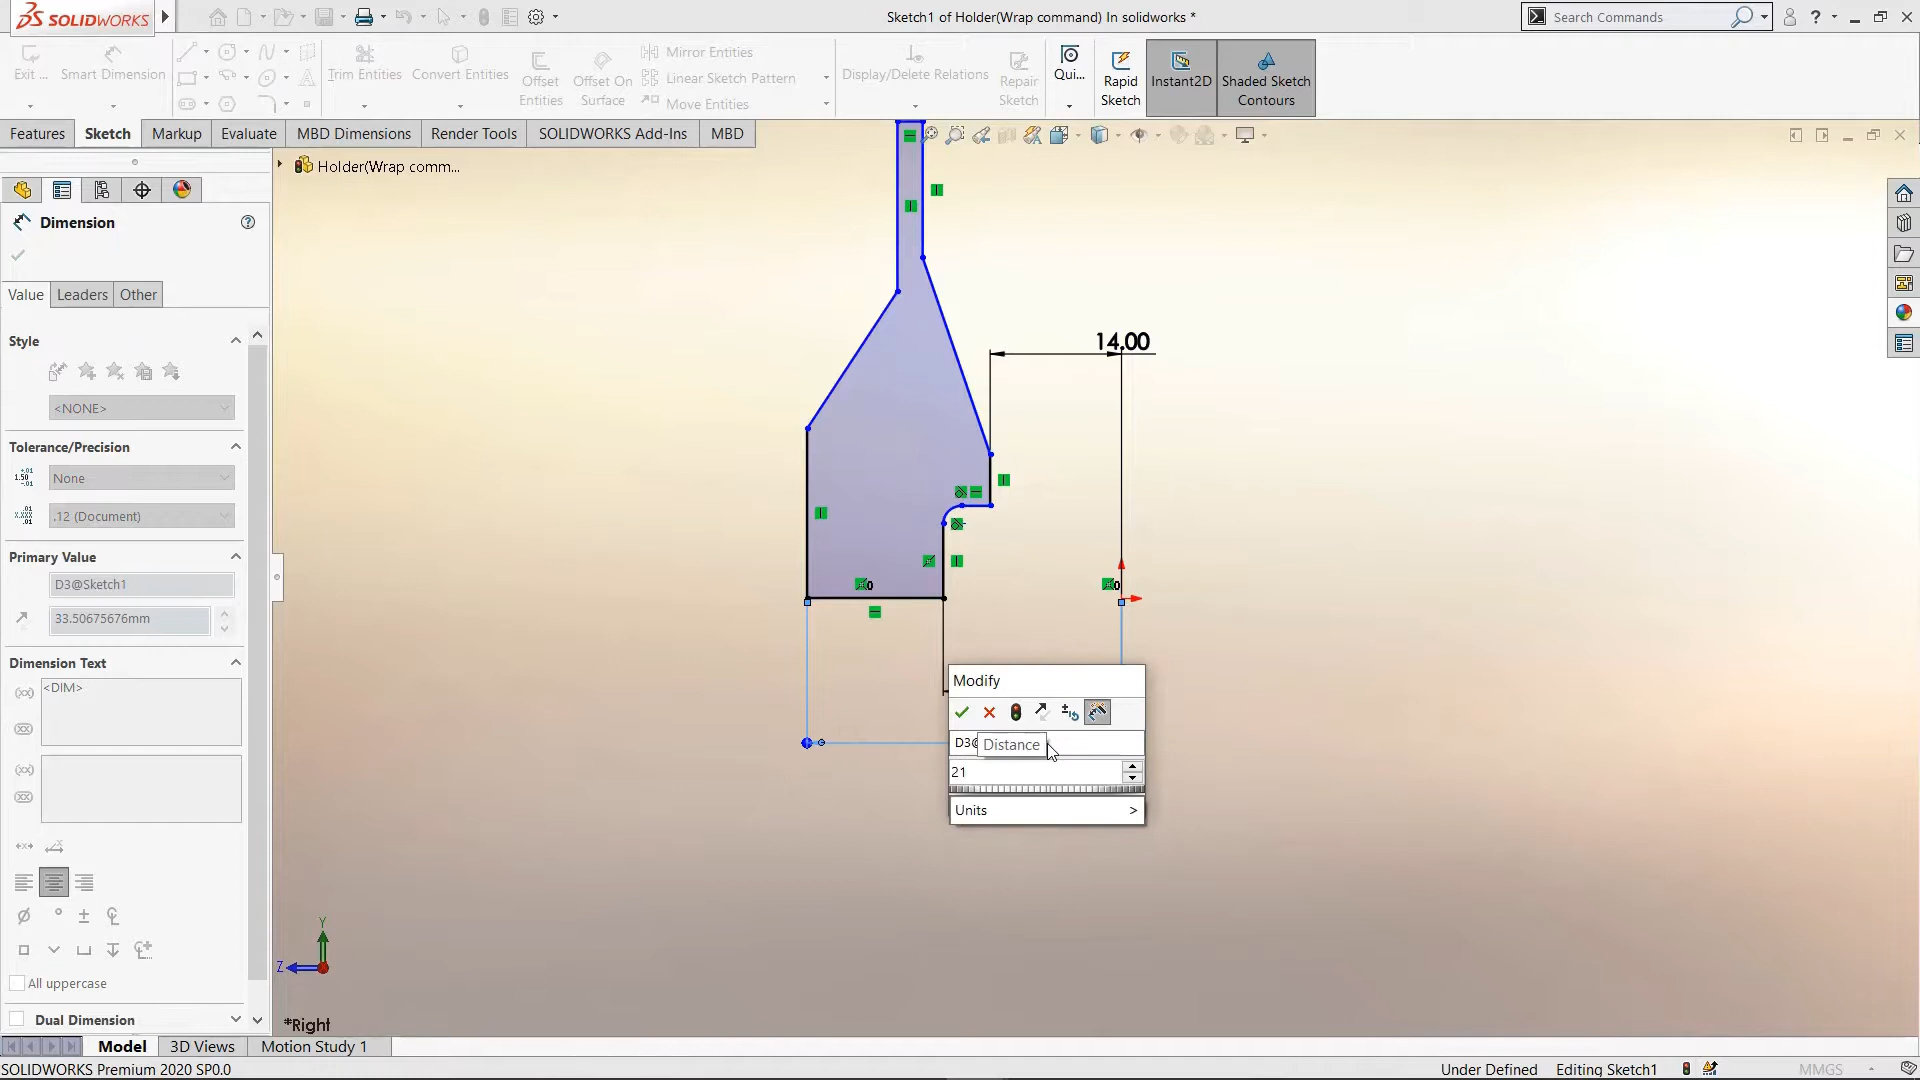 SOLIDWORKS
Sketch1 of Holder(Wrap command) In solidworks *
Search Commands
?
Exit ...
Smart Dimension
Trim Entities
Convert Entities
Offset
Entities
Offset On
Surface
Mirror Entities
Linear Sketch Pattern
Move Entities
Display/Delete Relations
Repair
Sketch
Qui...
Rapid
Sketch
Instant2D
Shaded Sketch
Contours
Features
Sketch
Markup
Evaluate
MBD Dimensions
Render Tools
SOLIDWORKS Add-Ins
MBD
Holder(Wrap comm...
Dimension
?
Value
Leaders
Other
Style
<NONE>
Tolerance/Precision
None
.12 (Document)
Primary Value
D3@Sketch1
33.50675676mm
Dimension Text
<DIM>
All uppercase
Dual Dimension
14.00
0
0
Modify
D3@
Distance
21
Units >
Y
Z
*Right
Model
3D Views
Motion Study 1
SOLIDWORKS Premium 2020 SP0.0
Under Defined
Editing Sketch1
MMGS